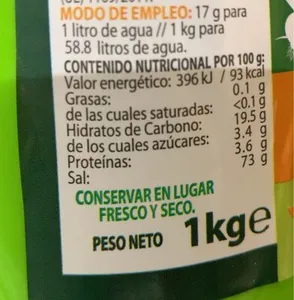 MODO DE EMPLEO: 17 g para
1 litro de agua // 1 kg para
58.8 litros de agua.
CONTENIDO NUTRICIONAL POR 100 g:
Valor energético: 396 kJ / 93 kcal
Grasas: 0.1 g
de las cuales saturadas: <0.1 g
Hidratos de Carbono: 19.5 g
de los cuales azúcares: 3.4 g
Proteínas: 3.6 g
Sal: 73 g
CONSERVAR EN LUGAR
FRESCO Y SECO.
PESO NETO 1kg e